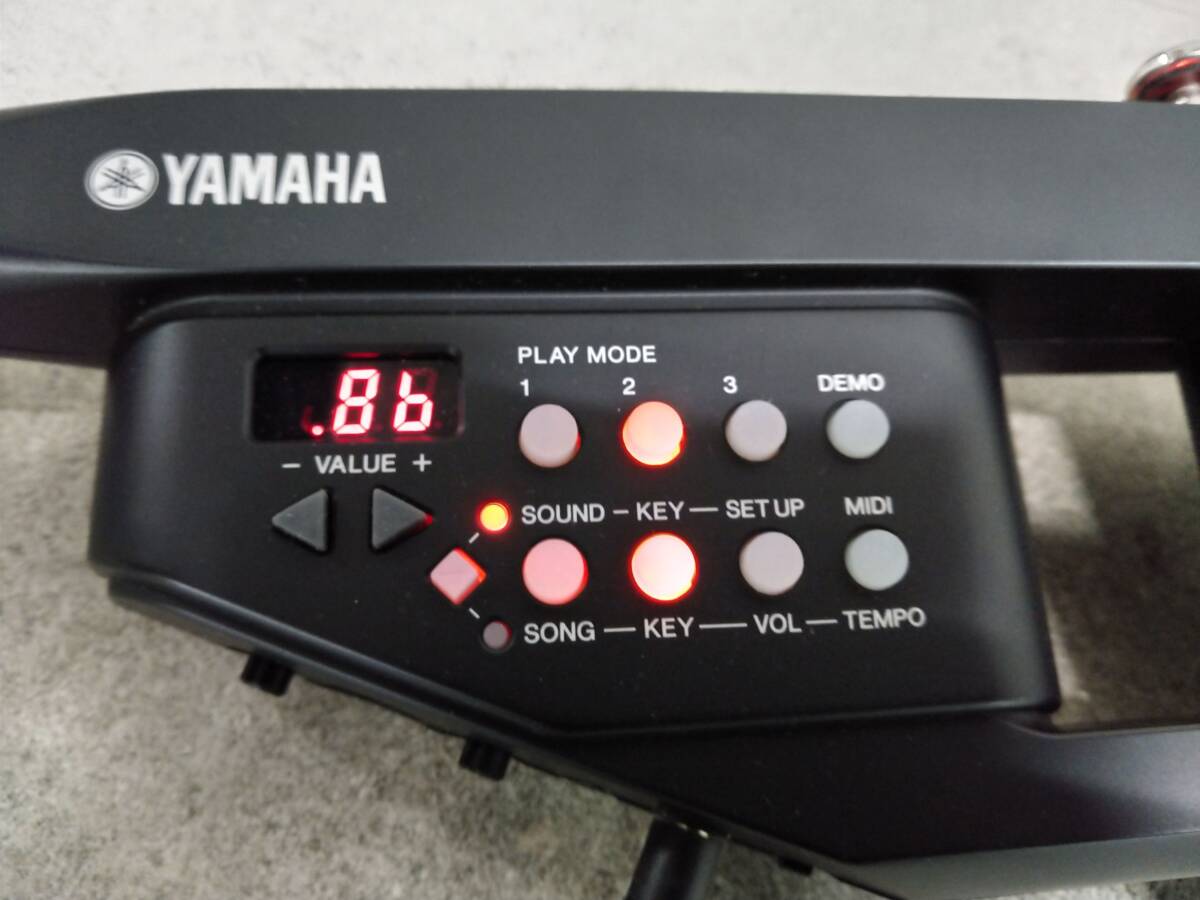 YAMAHA
PLAY MODE
1 2 3 DEMO
.8b
− VALUE +
SOUND − KEY — SET UP MIDI
SONG — KEY — VOL — TEMPO